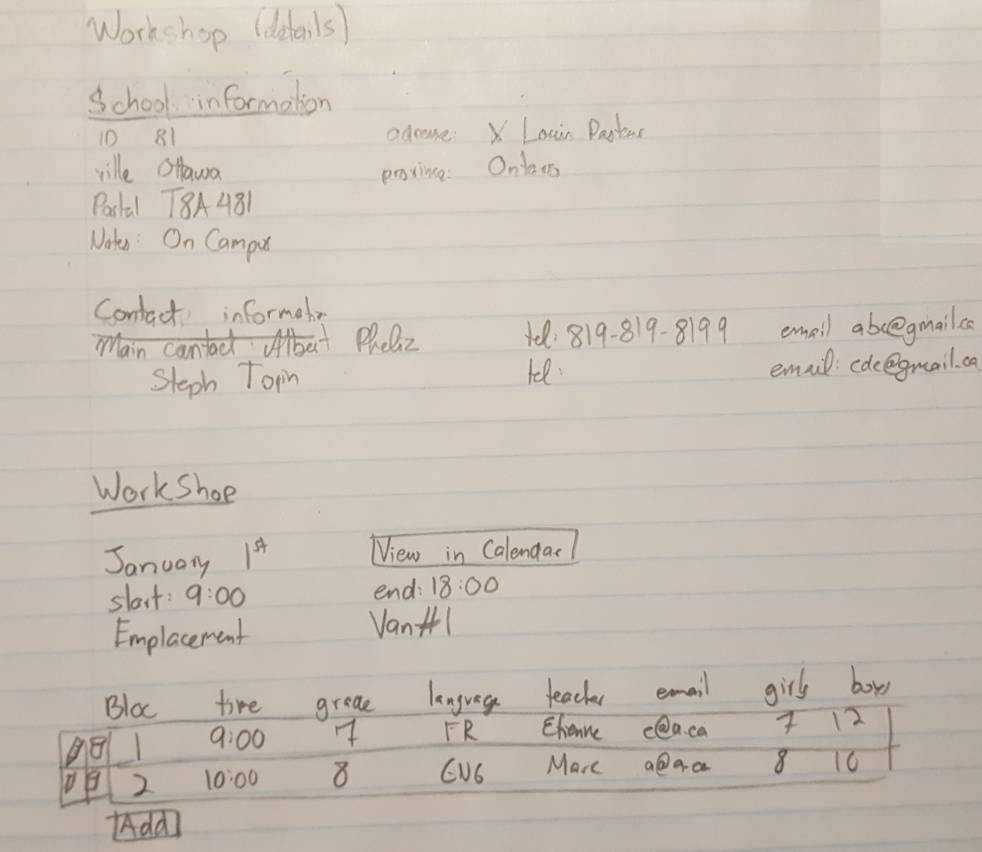 Workshop (details)
School information
ID 81 adresse: X Louis Pasteur
ville Ottawa province: Ontario
Postal T8A 481
Notes: On Campus
Contact informatin
Main contact: Albert Pheliz tel: 819-819-8199 email abc@gmail.ca
Steph Topin tel: email: cdc@gmail.ca
WorkShop
January 1st View in Calendar
start: 9:00 end: 18:00
Emplacement Van#1
Bloc time grade language teacher email girls boys
1 9:00 7 FR Etienne e@a.ca 7 12
2 10:00 8 ENG Marc a@a.ca 8 10
Add